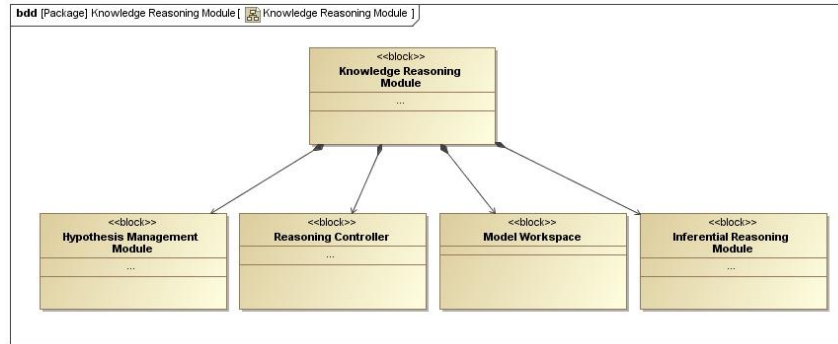 bdd [Package] Knowledge Reasoning Module [ Knowledge Reasoning Module ]
<<block>>
Knowledge Reasoning
Module
...
<<block>>
Hypothesis Management
Module
...
<<block>>
Reasoning Controller
...
<<block>>
Model Workspace
<<block>>
Inferential Reasoning
Module
...